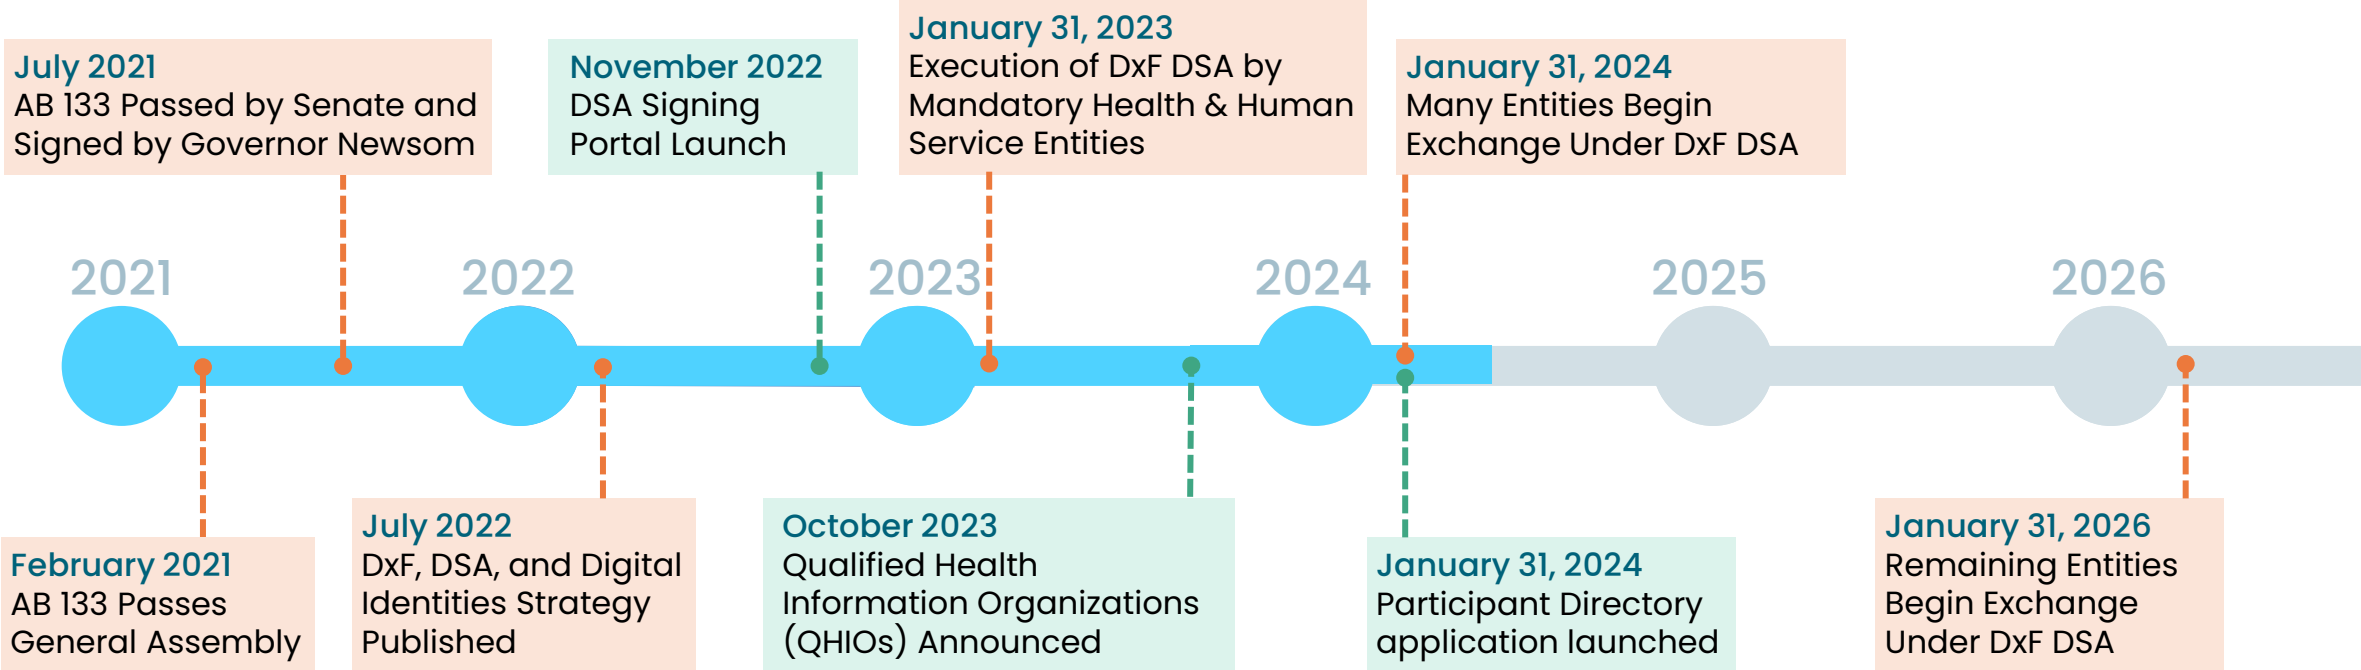 July 2021
AB 133 Passed by Senate and
Signed by Governor Newsom
November 2022
DSA Signing
Portal Launch
January 31, 2023
Execution of DxF DSA by
Mandatory Health & Human
Service Entities
January 31, 2024
Many Entities Begin
Exchange Under DxF DSA
2021
2022
2023
2024
2025
2026
February 2021
AB 133 Passes
General Assembly
July 2022
DxF, DSA, and Digital
Identities Strategy
Published
October 2023
Qualified Health
Information Organizations
(QHIOs) Announced
January 31, 2024
Participant Directory
application launched
January 31, 2026
Remaining Entities
Begin Exchange
Under DxF DSA